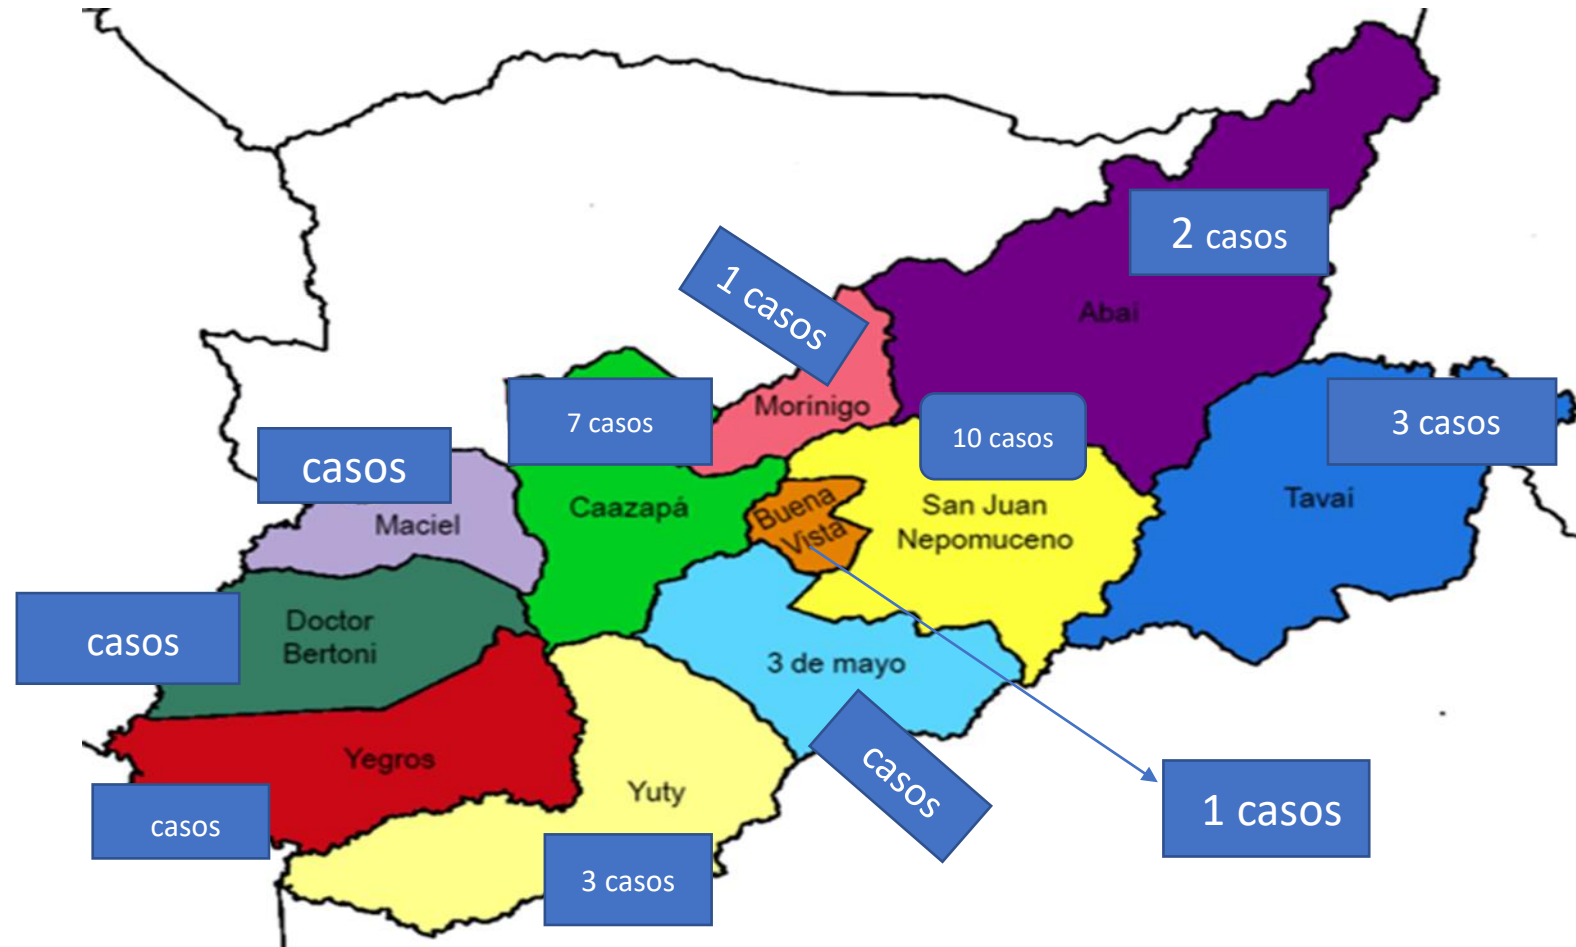 2 casos
1 casos
Abaí
Morínigo
7 casos
10 casos
3 casos
casos
Maciel
Caazapá
Buena
Vista
San Juan
Nepomuceno
Tavaí
casos
Doctor
Bertoni
3 de mayo
Yegros
Yuty
casos
casos
1 casos
3 casos